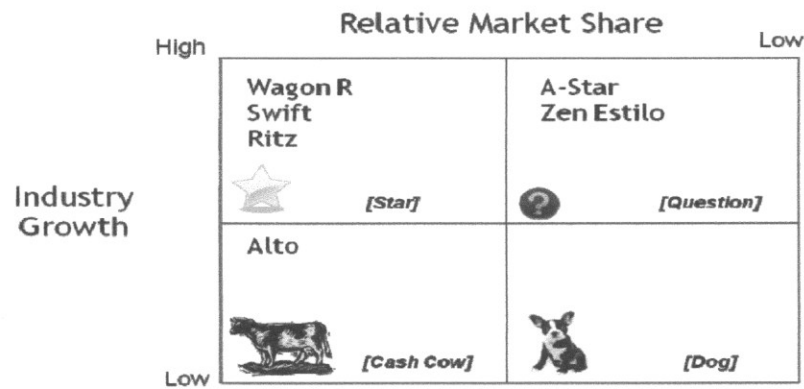 Relative Market Share
High
Low
Wagon R
Swift
Ritz
A-Star
Zen Estilo
?
[Star]
[Question]
Industry
Growth
Alto
[Cash Cow]
[Dog]
Low